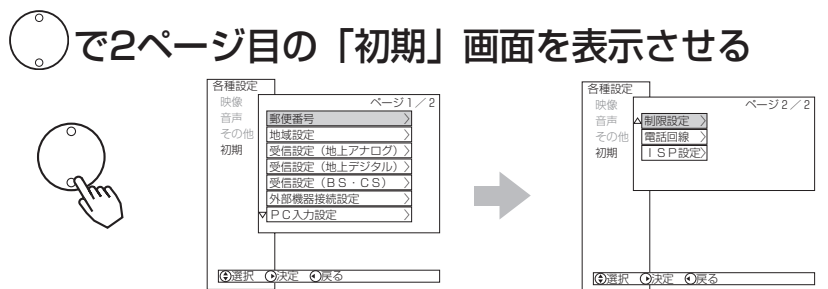 で2ページ目の「初期」画面を表示させる
各種設定
映像
音声
その他
初期
ページ1/2
郵便番号
地域設定
受信設定(地上アナログ)
受信設定(地上デジタル)
受信設定(BS・CS)
外部機器接続設定
PC入力設定
選択 決定 戻る
各種設定
映像
音声
その他
初期
ページ2/2
制限設定
電話回線
ISP設定
選択 決定 戻る